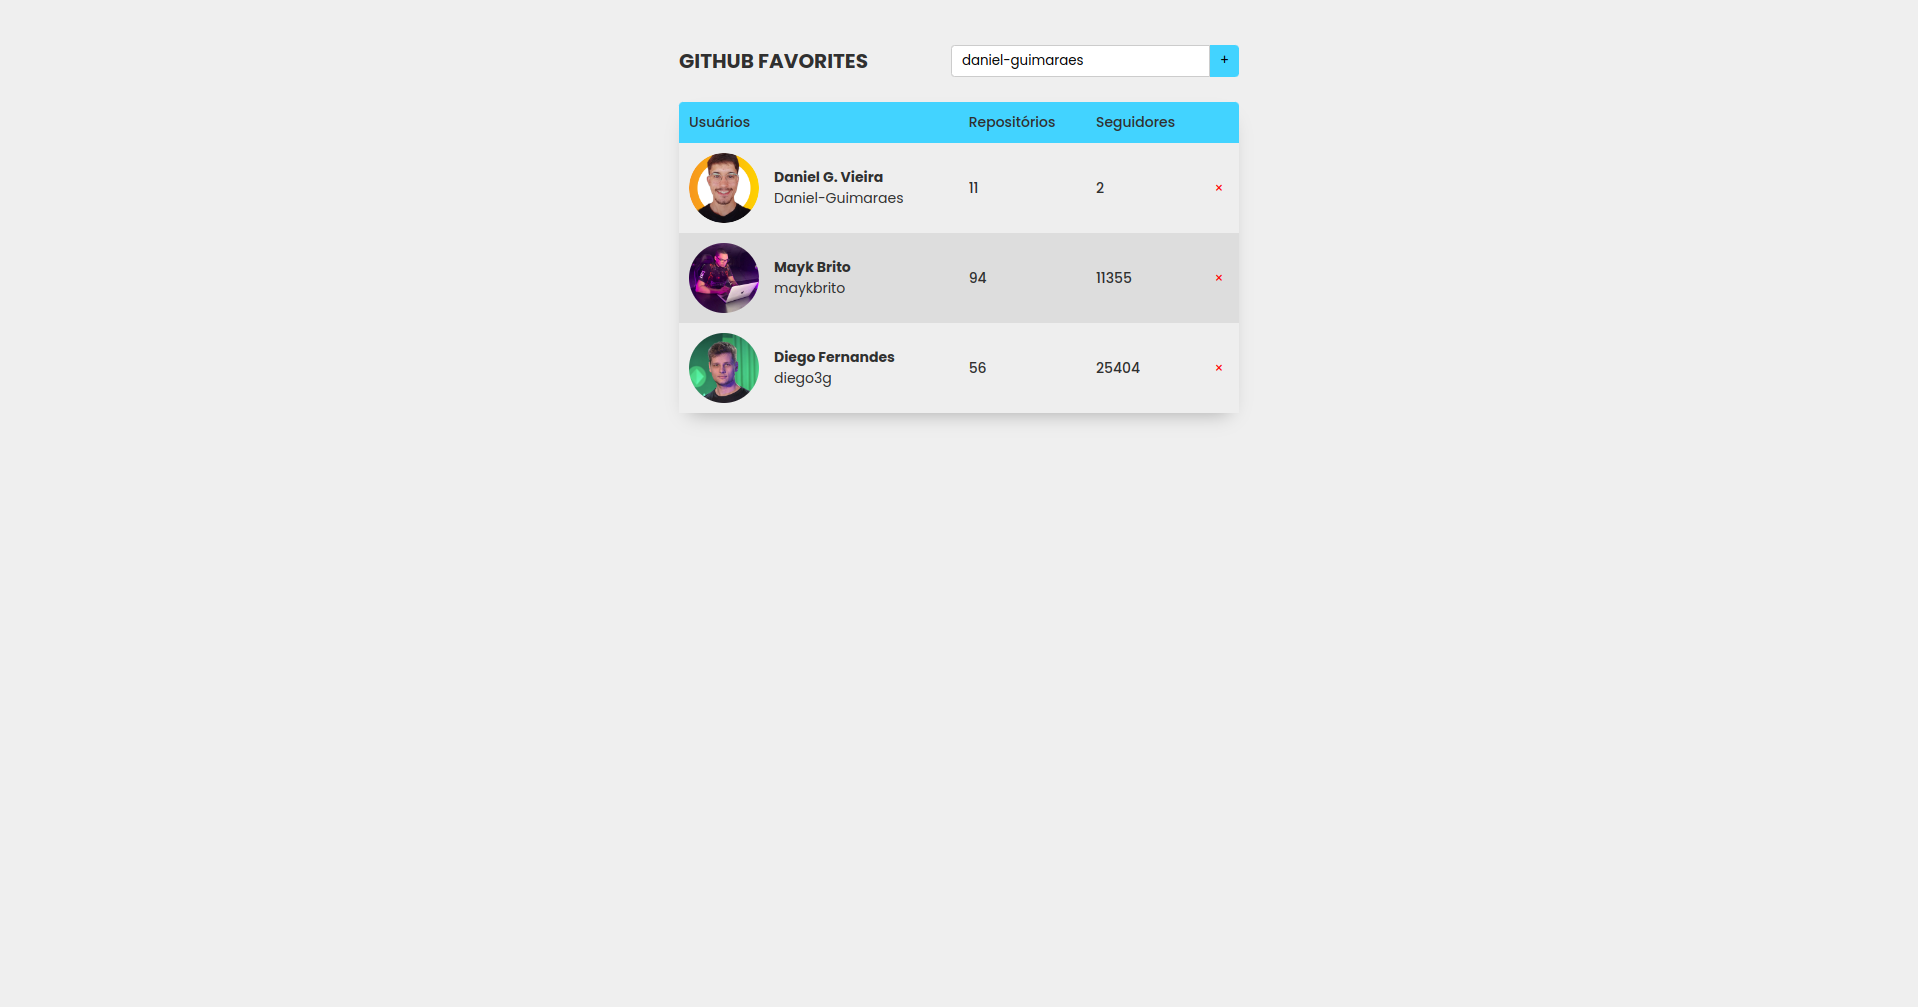 GITHUB FAVORITES
daniel-guimaraes +
Usuários Repositórios Seguidores
Daniel G. Vieira
Daniel-Guimaraes
11 2 ×
Mayk Brito
maykbrito
94 11355 ×
Diego Fernandes
diego3g
56 25404 ×